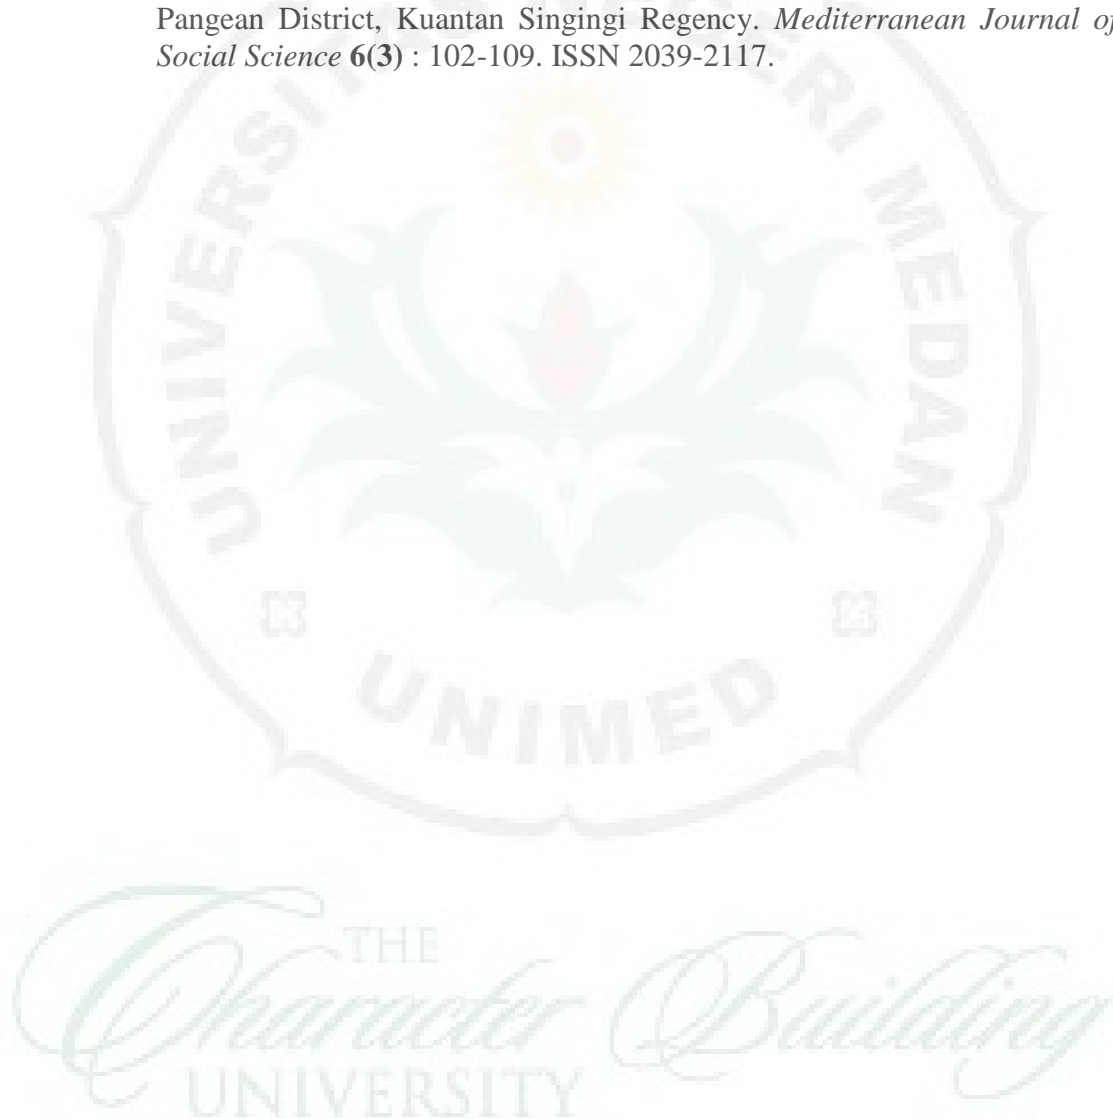 Pangean District, Kuantan Singingi Regency. Mediterranean Journal of
Social Science 6(3) : 102-109. ISSN 2039-2117.
UNIVERSITAS NEGERI MEDAN
UNIMED
THE
Character Building
UNIVERSITY